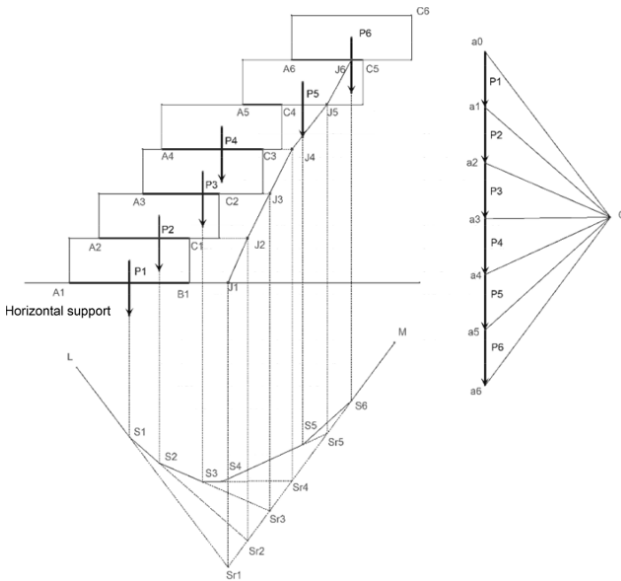 C6
P6
A6
J6
C5
P5
A5
C4
J5
P4
A4
C3
J4
P3
A3
C2
J3
P2
A2
C1
J2
P1
A1
B1
J1
Horizontal support
L
M
S1
S2
S3
S4
S5
S6
Sr5
Sr4
Sr3
Sr2
Sr1
a0
P1
a1
P2
a2
P3
a3
P4
a4
P5
a5
P6
a6